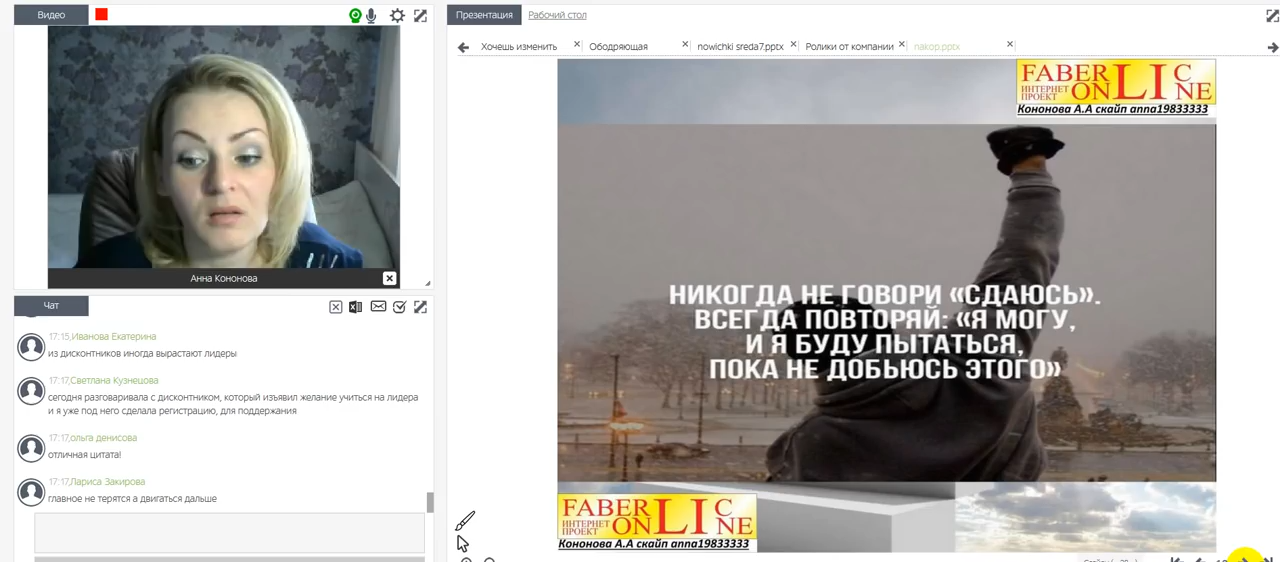 Видео
Анна Кононова
Чат
17:15,Иванова Екатерина
из дисконтников иногда вырастают лидеры
17:17,Светлана Кузнецова
сегодня разговаривала с дисконтником, который изъявил желание учиться на лидера
и я уже под него сделала регистрацию, для поддержания
17:17,ольга денисова
отличная цитата!
17:17,Лариса Закирова
главное не терятся а двигаться дальше
Презентация Рабочий стол
Хочешь изменить Ободряющая nowichki sreda7.pptx Ролики от компании nakop.pptx
FABERLIC
ИНТЕРНЕТ ПРОЕКТ ONLINE
Кононова А.А скайп anna19833333
НИКОГДА НЕ ГОВОРИ «СДАЮСЬ».
ВСЕГДА ПОВТОРЯЙ: «Я МОГУ,
И Я БУДУ ПЫТАТЬСЯ,
ПОКА НЕ ДОБЬЮСЬ ЭТОГО»
FABERLIC
ИНТЕРНЕТ ПРОЕКТ ONLINE
Кононова А.А скайп anna19833333